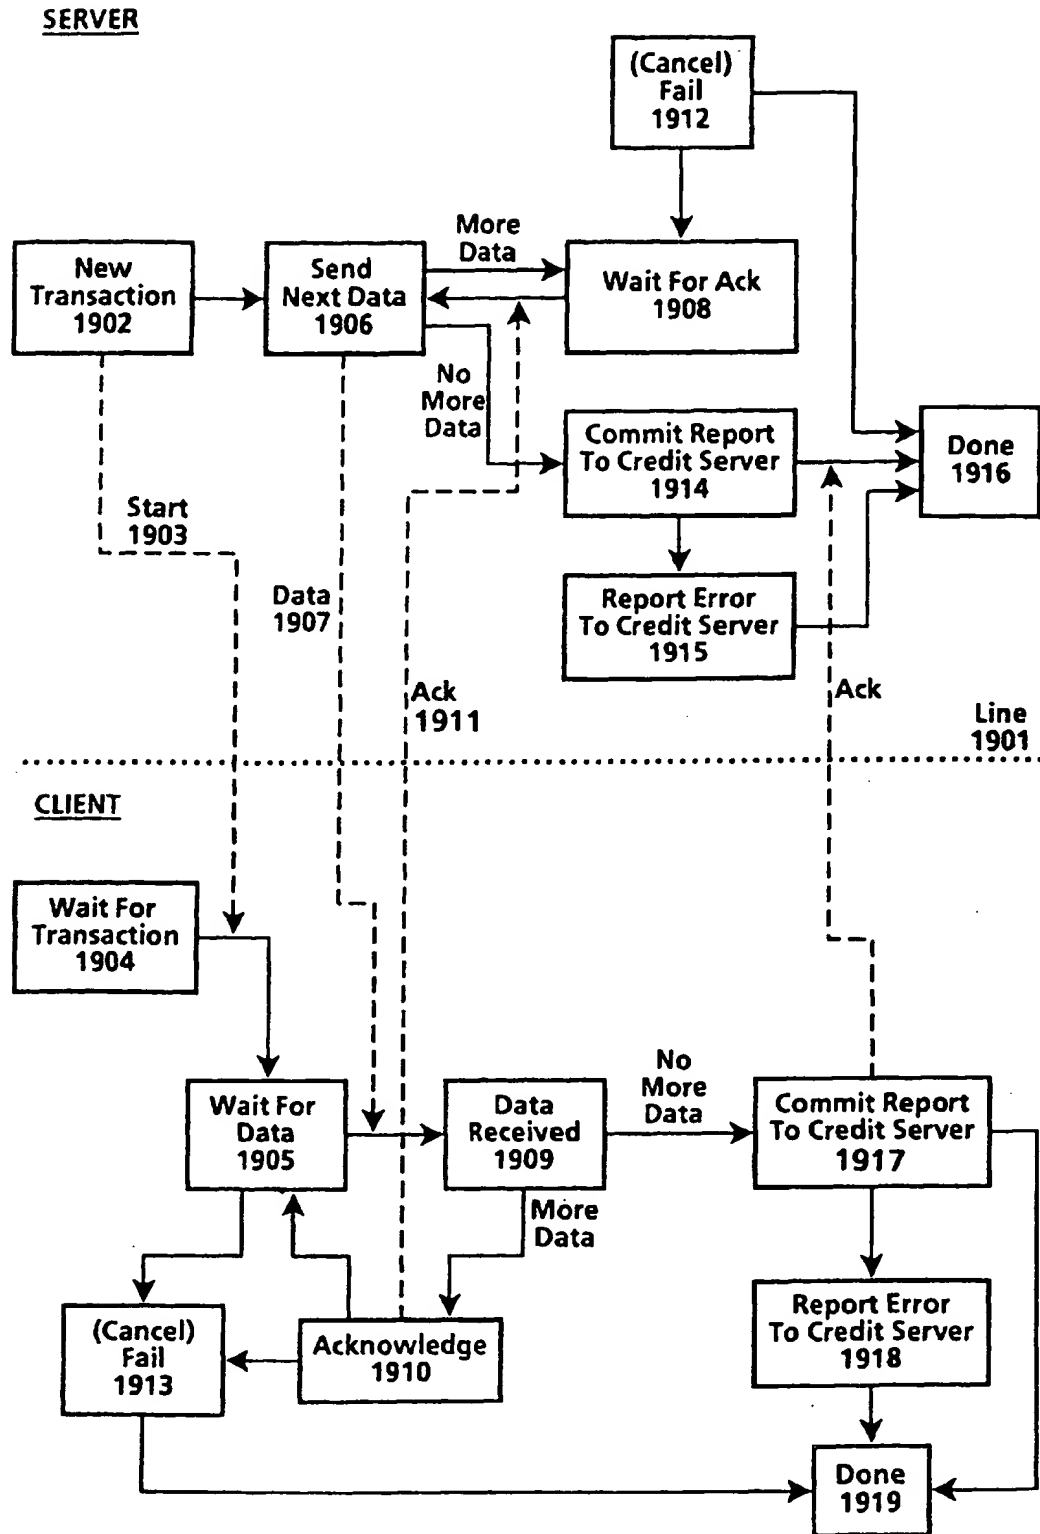 SERVER
(Cancel)
Fail
1912
New
Transaction
1902
Send
Next Data
1906
More
Data
Wait For Ack
1908
No
More
Data
Commit Report
To Credit Server
1914
Done
1916
Start
1903
Data
1907
Report Error
To Credit Server
1915
Ack
1911
Ack
Line
1901
CLIENT
Wait For
Transaction
1904
Wait For
Data
1905
Data
Received
1909
No
More
Data
Commit Report
To Credit Server
1917
More
Data
(Cancel)
Fail
1913
Acknowledge
1910
Report Error
To Credit Server
1918
Done
1919